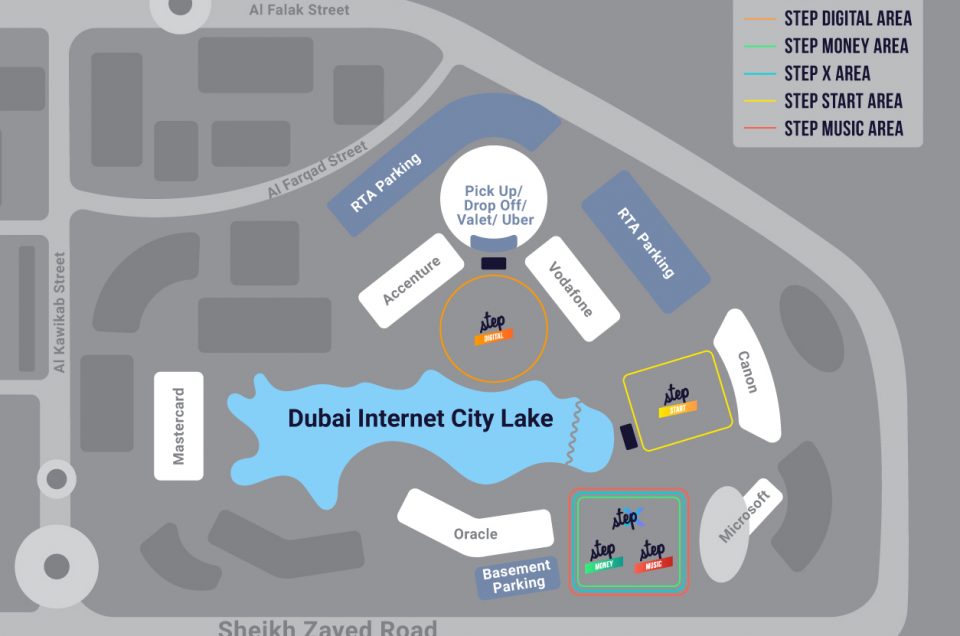 Al Falak Street
STEP DIGITAL AREA
STEP MONEY AREA
STEP X AREA
STEP START AREA
STEP MUSIC AREA
Al Farqad Street
RTA Parking
Pick Up/
Drop Off/
Valet/ Uber
RTA Parking
Accenture
Vodafone
Al Kawikab Street
step
DIGITAL
Canon
step
START
Mastercard
Dubai Internet City Lake
Oracle
Microsoft
stepX
step
MONEY
step
MUSIC
Basement
Parking
Sheikh Zayed Road